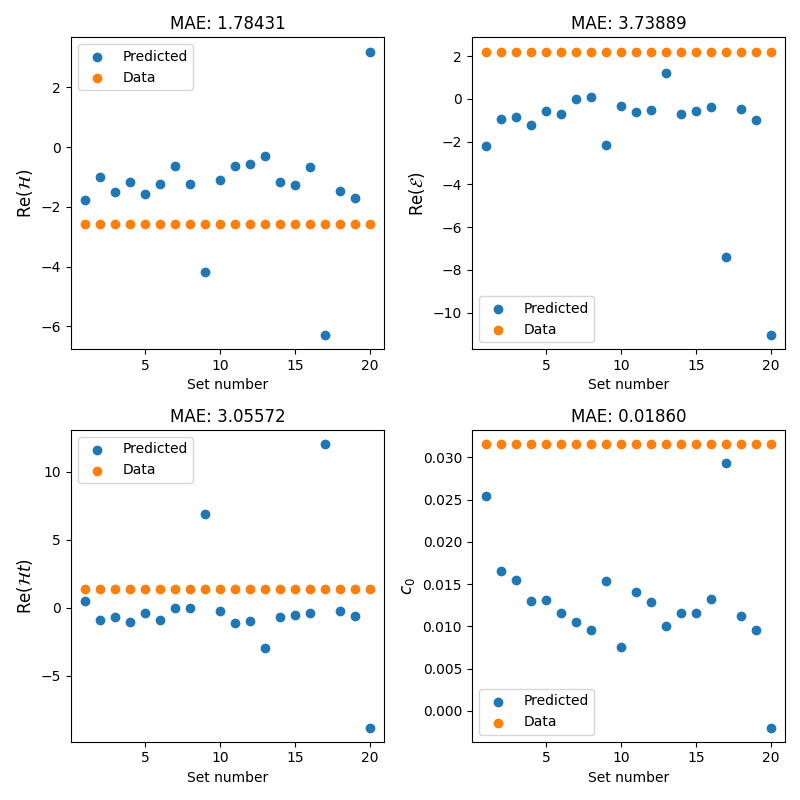 MAE: 1.78431
Predicted
Data
2
0
−2
−4
−6
Re(ℋ)
5
10
15
20
Set number
MAE: 3.73889
2
0
−2
−4
−6
−8
−10
Re(ℰ)
Predicted
Data
5
10
15
20
Set number
MAE: 3.05572
Predicted
Data
10
5
0
−5
Re(ℋt)
5
10
15
20
Set number
MAE: 0.01860
0.030
0.025
0.020
0.015
0.010
0.005
0.000
c₀
Predicted
Data
5
10
15
20
Set number